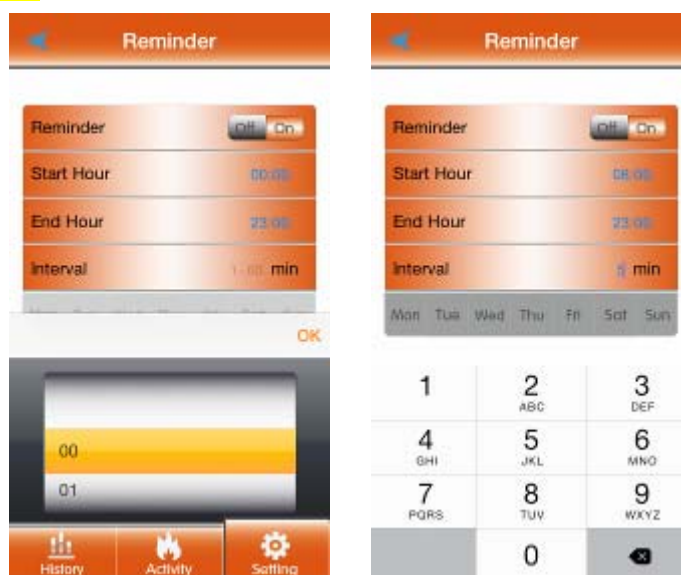 Reminder
Reminder Off On
Start Hour 00:00
End Hour 23:00
Interval min
OK
00
01
History Activity Setting
Reminder
Reminder Off On
Start Hour
End Hour 23:00
Interval min
Mon Tue Wed Thu Fri Sat Sun
1 2 3
ABC DEF
4 5 6
GHI JKL MNO
7 8 9
PQRS TUV WXYZ
0